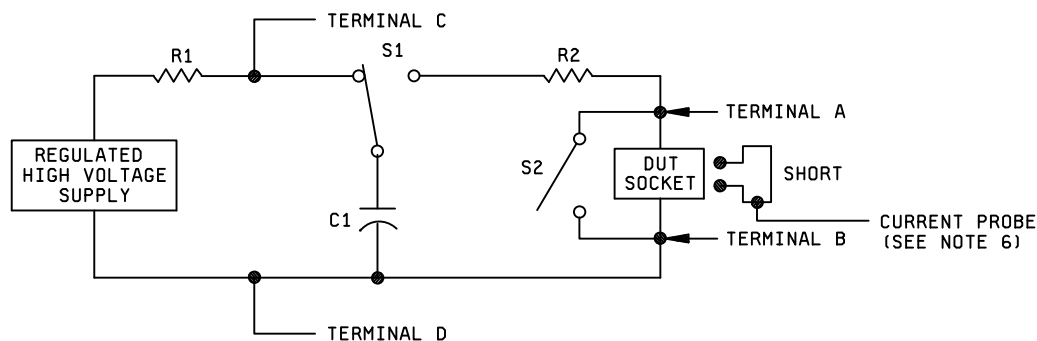 TERMINAL C
S1
R1
R2
TERMINAL A
REGULATED
HIGH VOLTAGE
SUPPLY
S2
DUT
SOCKET
SHORT
C1
CURRENT PROBE
(SEE NOTE 6)
TERMINAL B
TERMINAL D